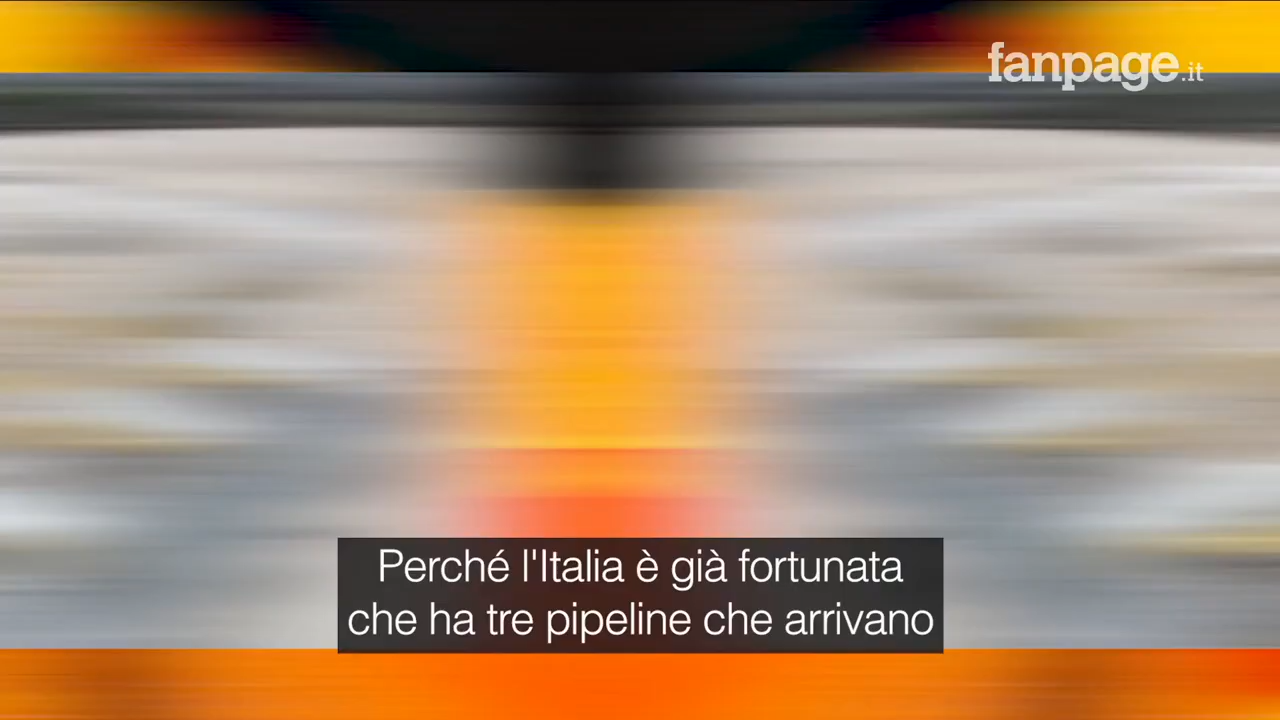 fanpage.it
Perché l'Italia è già fortunata
che ha tre pipeline che arrivano